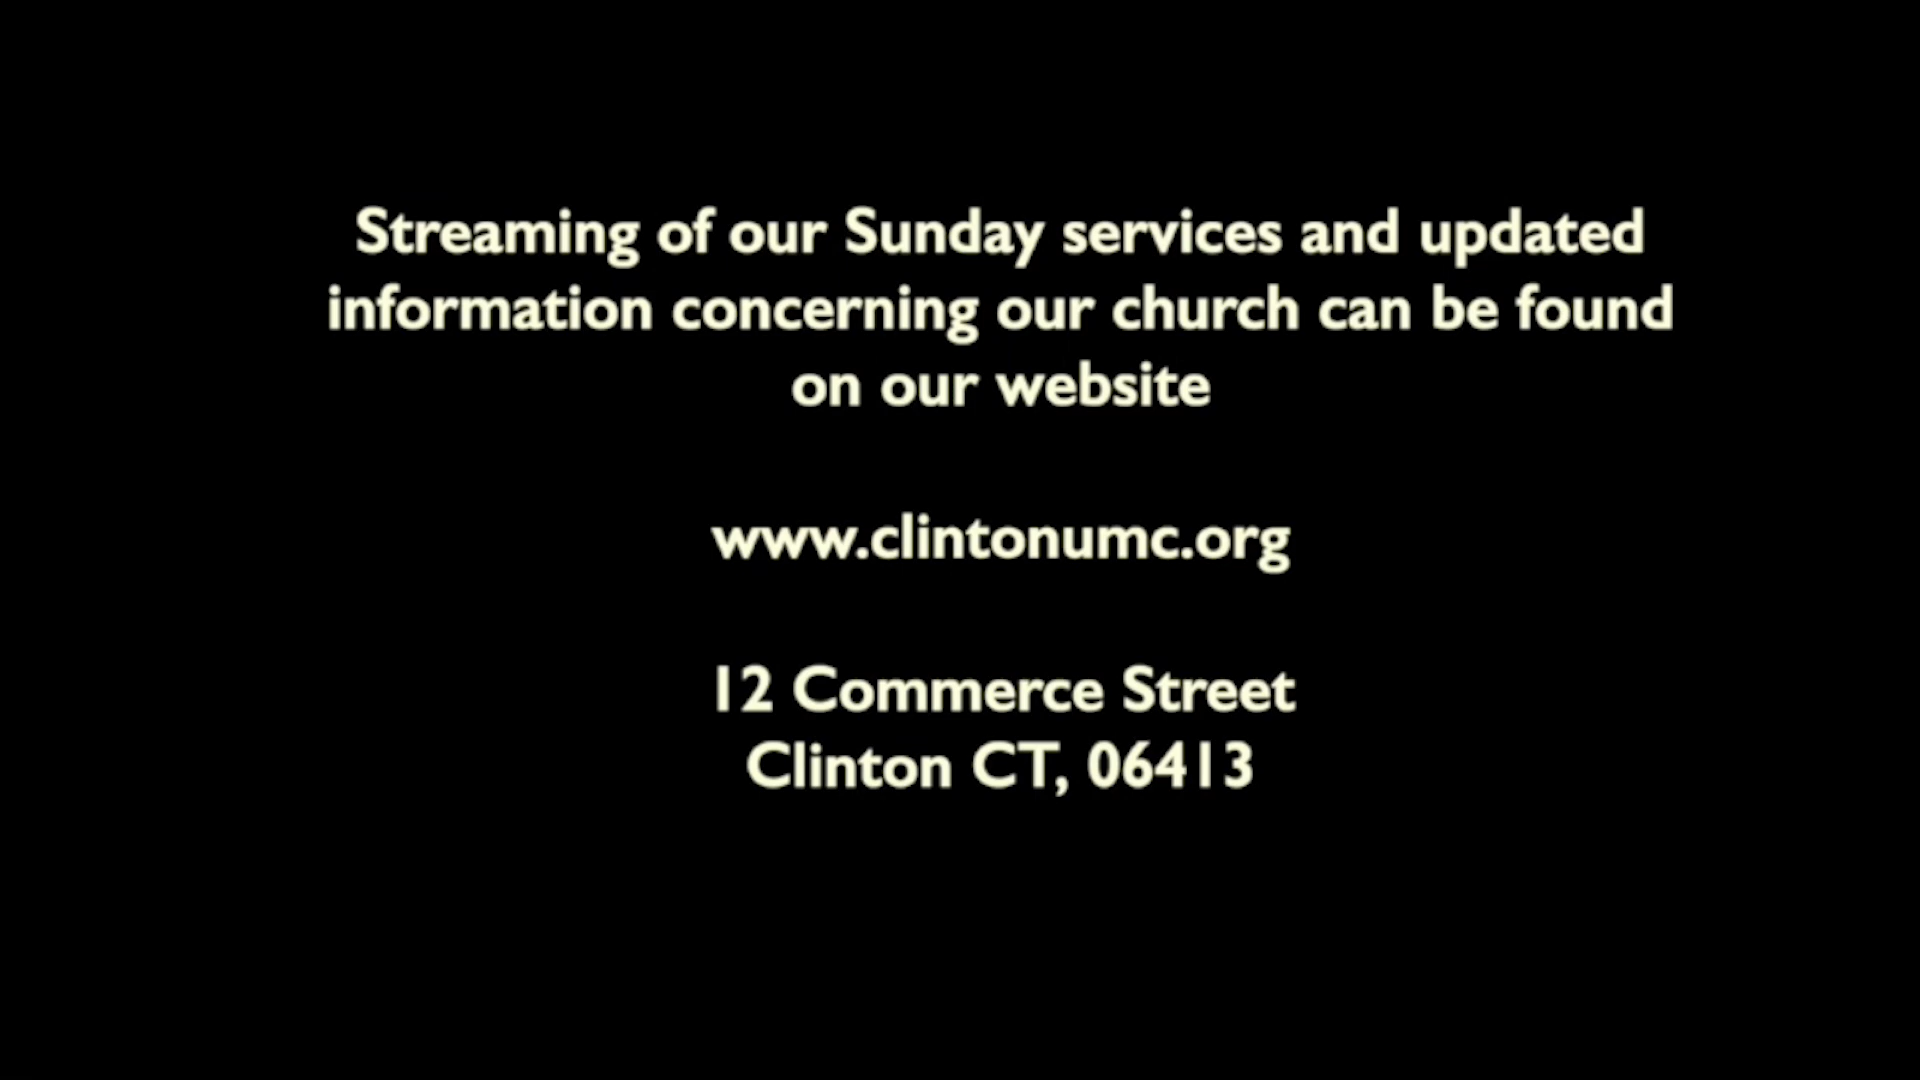 Streaming of our Sunday services and updated
information concerning our church can be found
on our website
www.clintonumc.org
12 Commerce Street
Clinton CT, 06413